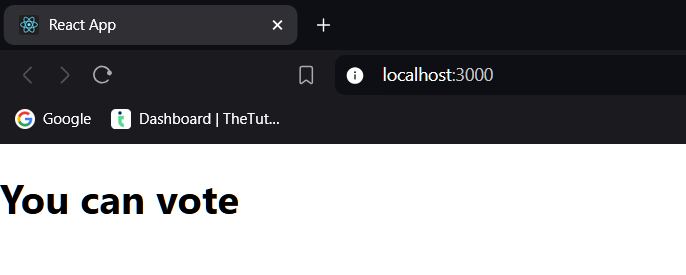 React App
localhost:3000
Google
Dashboard | TheTut...
You can vote